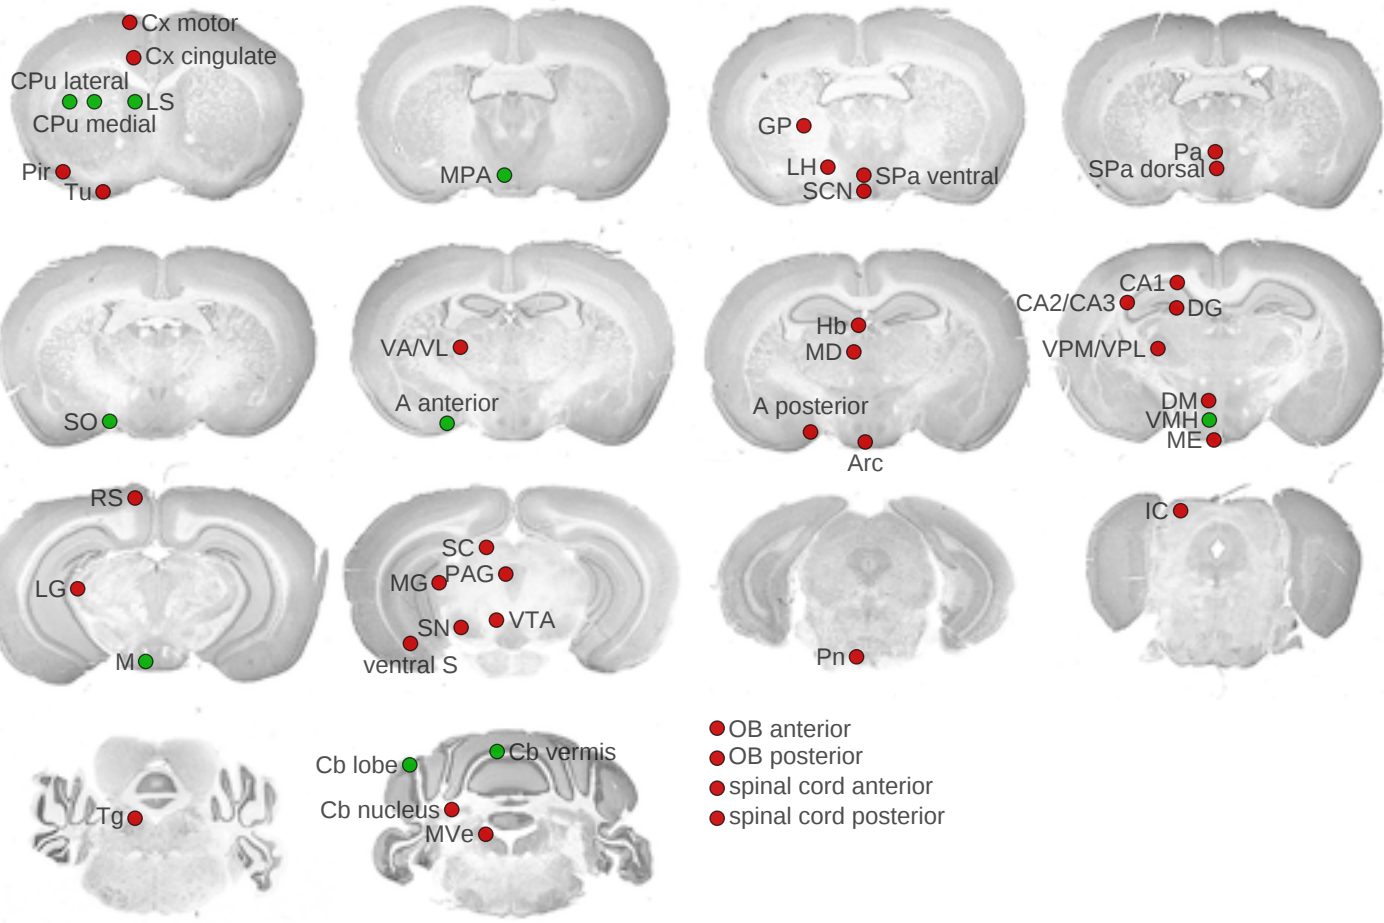 Cx motor
Cx cingulate
CPu lateral
LS
CPu medial
Pir
Tu
MPA
GP
LH
SPa ventral
SCN
Pa
SPa dorsal
SO
VA/VL
A anterior
Hb
MD
A posterior
Arc
CA1
CA2/CA3
DG
VPM/VPL
DM
VMH
ME
RS
LG
M
SC
PAG
MG
VTA
SN
ventral S
Pn
IC
Tg
Cb lobe
Cb vermis
Cb nucleus
MVe
OB anterior
OB posterior
spinal cord anterior
spinal cord posterior